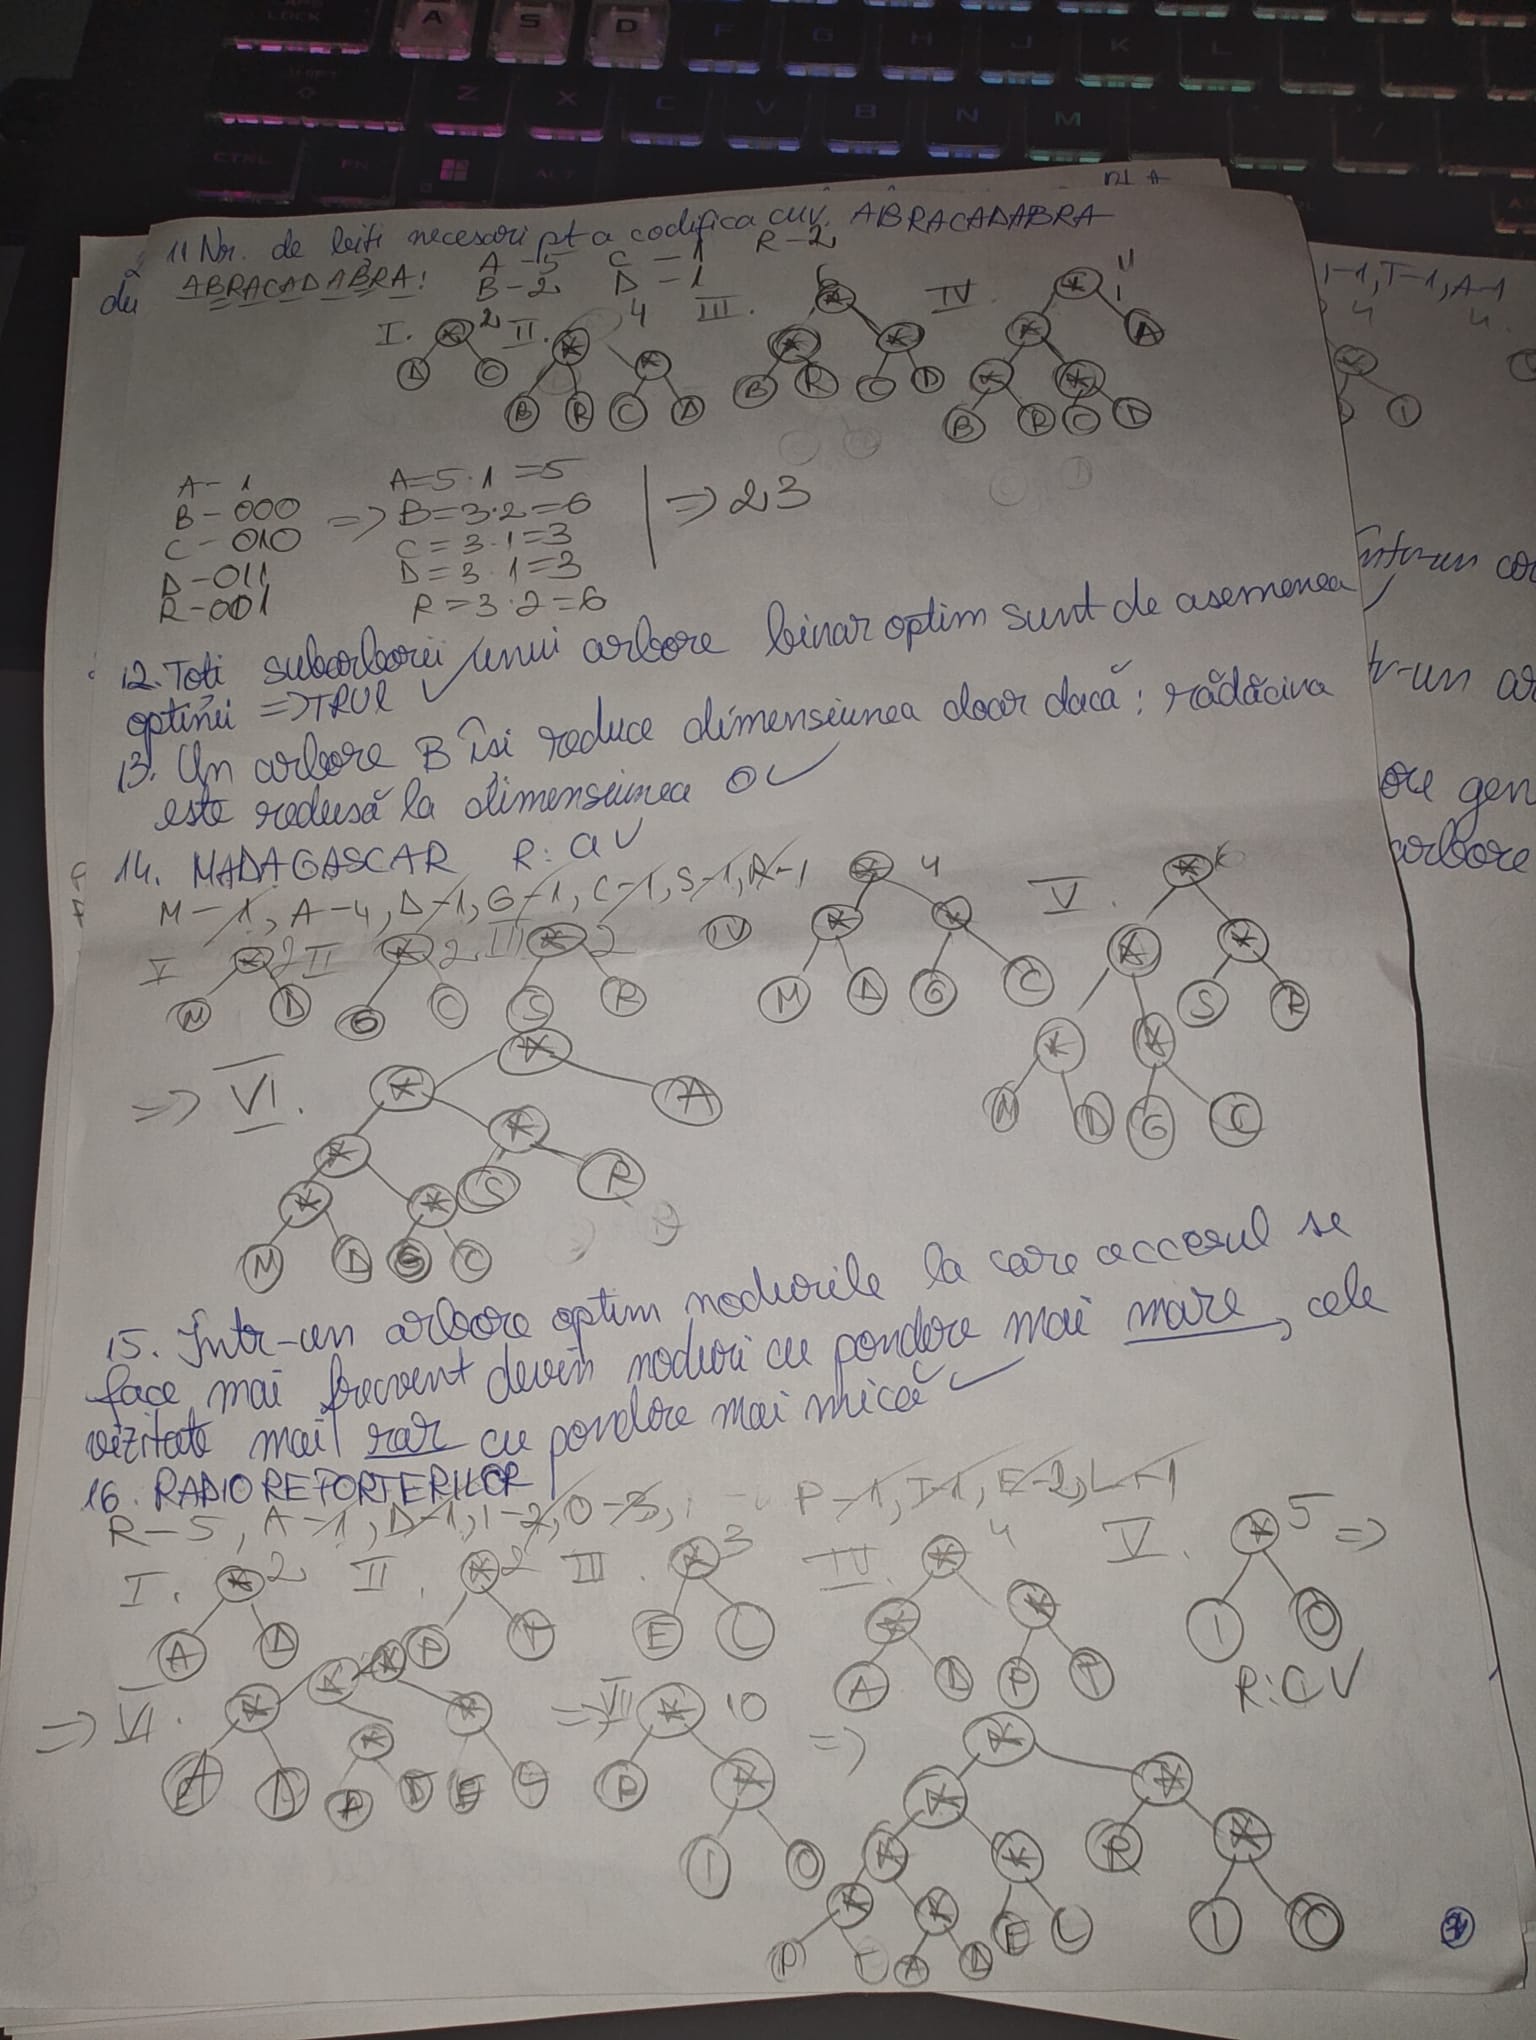 CAPS LOCK
A S D F G H J K L
SHIFT Z X C V B N M
CTRL FN ALT
11 Nr. de biți necesari pt a codifica cuv. ABRACADABRA
du ABRACADABRA: A-5 C-1 R-2
B-2 D-1
I. * 2 II. * 4 III. * 6 IV * 11
D C * * * * A
B R C D B R C D * *
B R C D
A-1 A=5·1=5
B-000 => B=3·2=6 => 23
C-010 C=3·1=3
D-011 D=3·1=3
R-001 R=3·2=6
12. Toti subarborii unui arbore binar optim sunt de asemenea
optimi => TRUE
13. Un arbore B își reduce dimensiunea doar dacă: rădăcina
este redusă la dimensiunea 0
14. MADAGASCAR R: a
M-1, A-4, D-1, G-1, C-1, S-1, R-1
I * 2 II * 2 III * 2 IV * 4 V. * 6
M D G C S R M D G C S R
M D G C
=> VI.
* A
* *
* * S R
M D G C
15. Într-un arbore optim nodurile la care accesul se
face mai frecvent devin noduri cu pondere mai mare, cele
vizitate mai rar cu pondere mai mică
16. RADIOREPORTERILOR
R-5, A-1, D-1, I-2, O-3, P-1, T-1, E-2, L-1
I. * 2 II. * 2 III. * 3 IV. * 4 V. * 5 =>
A D P T E L A D P T I O
R: C
=> VI. => VII * 10 =>
A D P T E L R *
I O
R *
P T A D E L I O
I-1, T-1, A-1
4 4
într-un
tr-un
ore gen
arbore